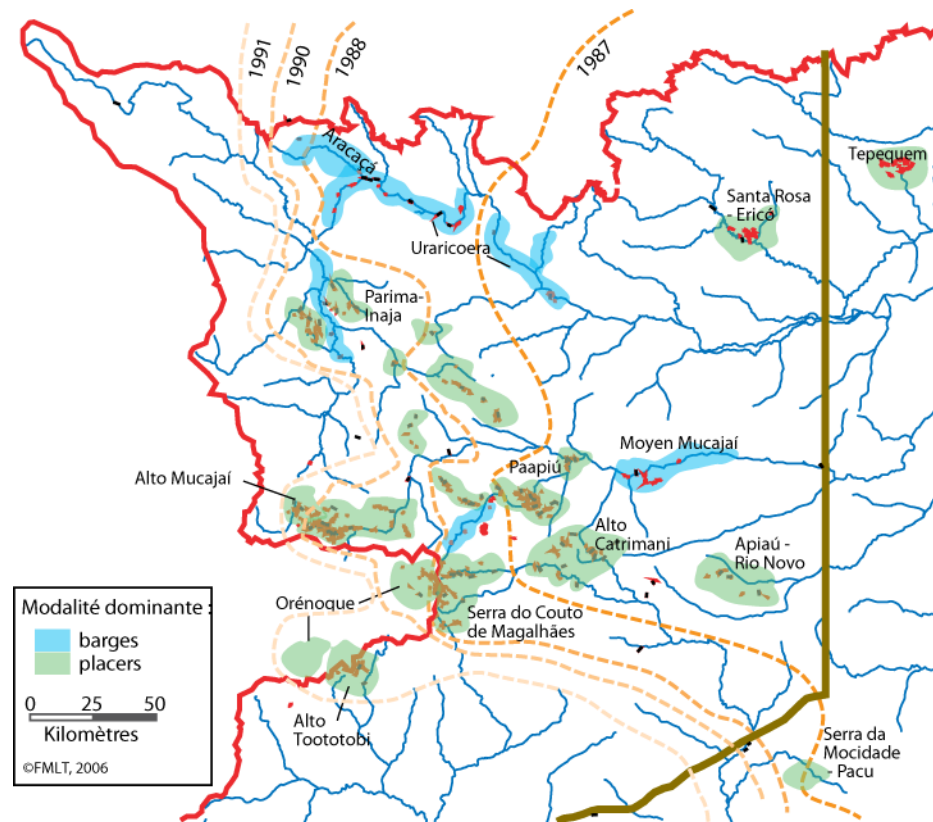 1991
1990
1988
1987
Aracaçá
Tepequem
Santa Rosa
- Ericó
Uraricoera
Parima-
Inaja
Moyen Mucajaí
Paapiú
Alto Mucajaí
Alto
Catrimani
Apiaú -
Rio Novo
Orénoque
Serra do Couto
de Magalhães
Alto
Toototobi
Serra da
Mocidade
- Pacu
Modalité dominante :
barges
placers
0 25 50
Kilomètres
©FMLT, 2006